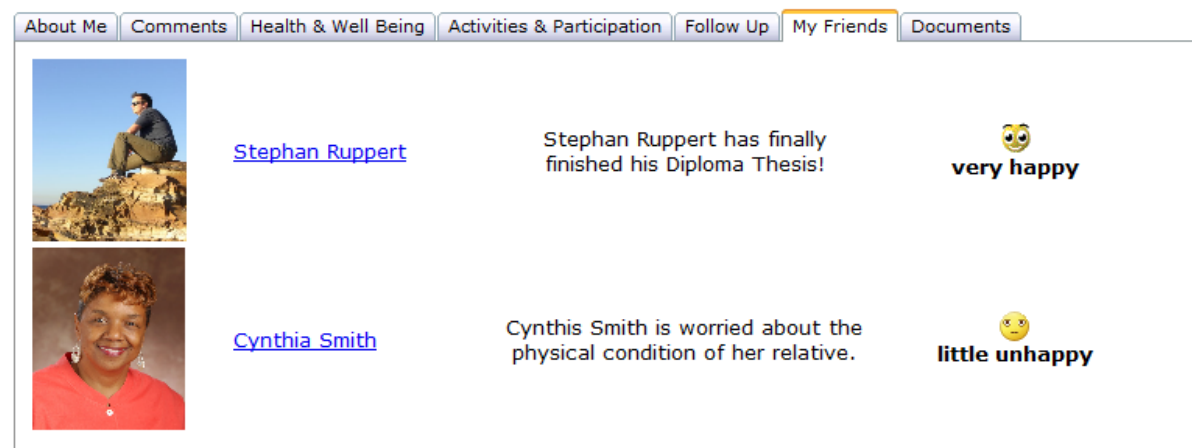 About Me Comments Health & Well Being Activities & Participation Follow Up My Friends Documents
Stephan Ruppert
Stephan Ruppert has finally
finished his Diploma Thesis!
very happy
Cynthia Smith
Cynthis Smith is worried about the
physical condition of her relative.
little unhappy